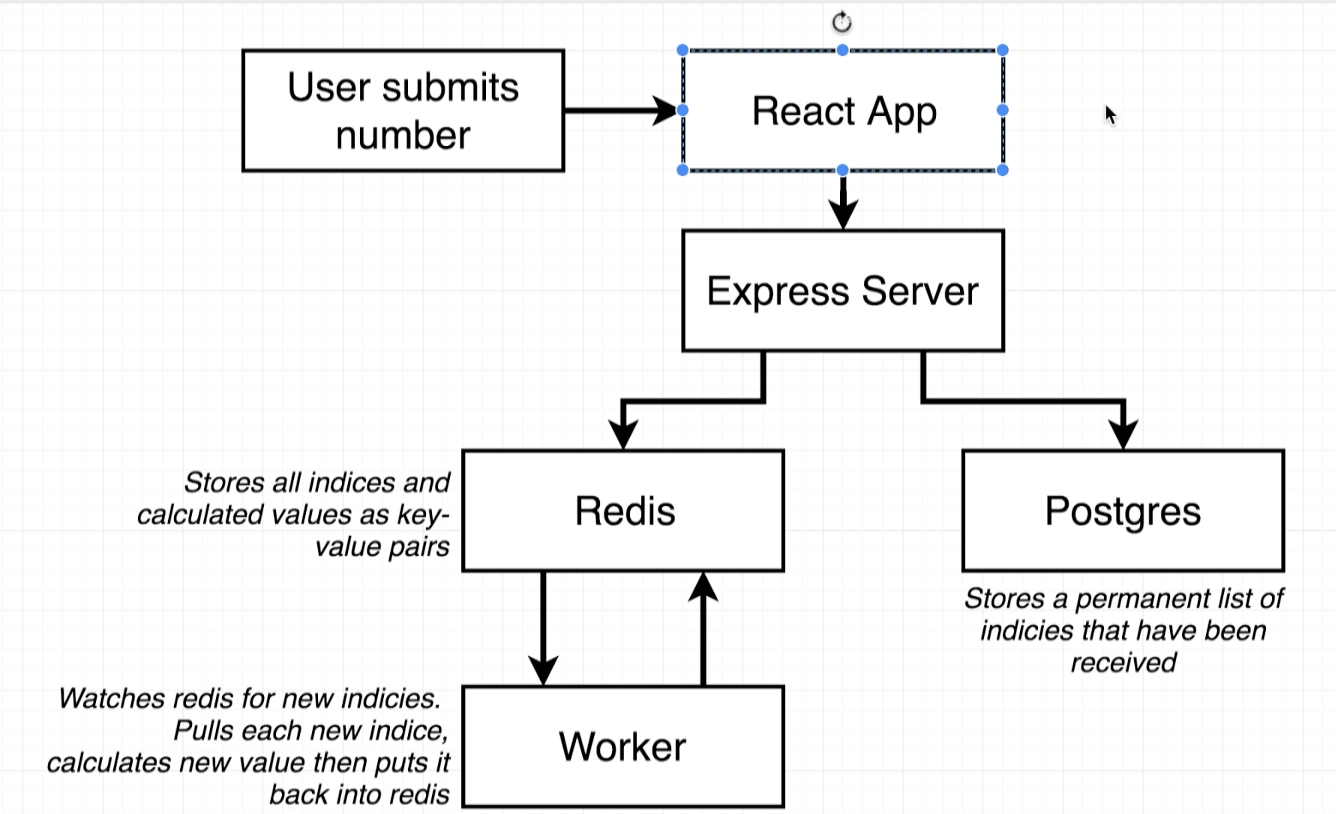 User submits
number
React App
Express Server
Stores all indices and
calculated values as key-
value pairs
Redis
Postgres
Stores a permanent list of
indicies that have been
received
Watches redis for new indicies.
Pulls each new indice,
calculates new value then puts it
back into redis
Worker